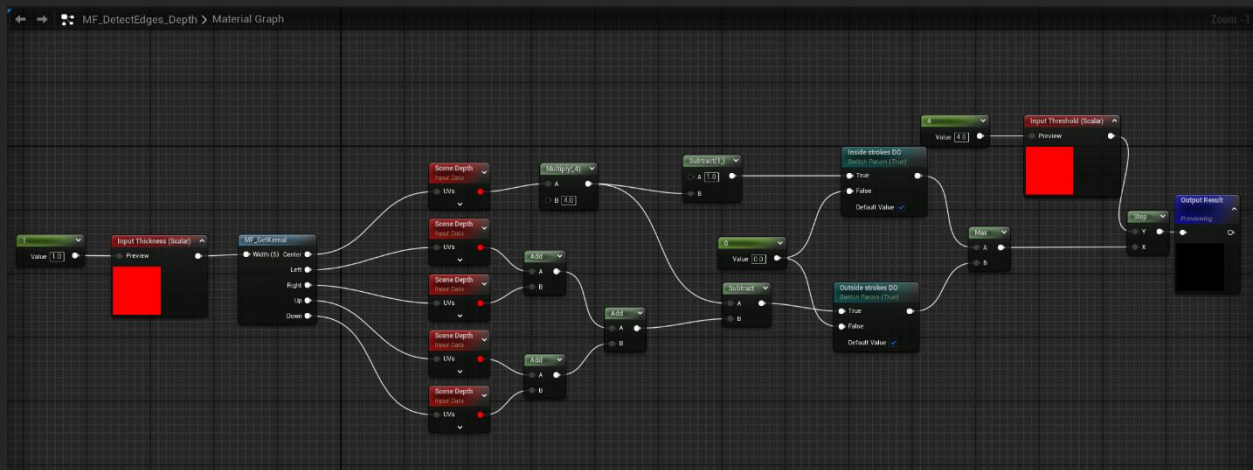 MF_DetectEdges_Depth > Material Graph
Zoom -1
4
Value 4.0
Input Threshold (Scalar)
Preview
Inside strokes DO
Switch Param (True)
True
False
Default Value
Subtract(1,)
A 1.0
B
Scene Depth
Input Data
UVs
Multiply(,4)
A
B 4.0
Output Result
Previewing
Step
Y
X
Scene Depth
Input Data
UVs
Max
A
B
1
Value 1.0
Input Thickness (Scalar)
Preview
MF_GetKernal
Width (S) Center
Left
Right
Up
Down
0
Value 0.0
Add
A
B
Scene Depth
Input Data
UVs
Subtract
A
B
Outside strokes DO
Switch Param (True)
True
False
Default Value
Add
A
B
Scene Depth
Input Data
UVs
Add
A
B
Scene Depth
Input Data
UVs